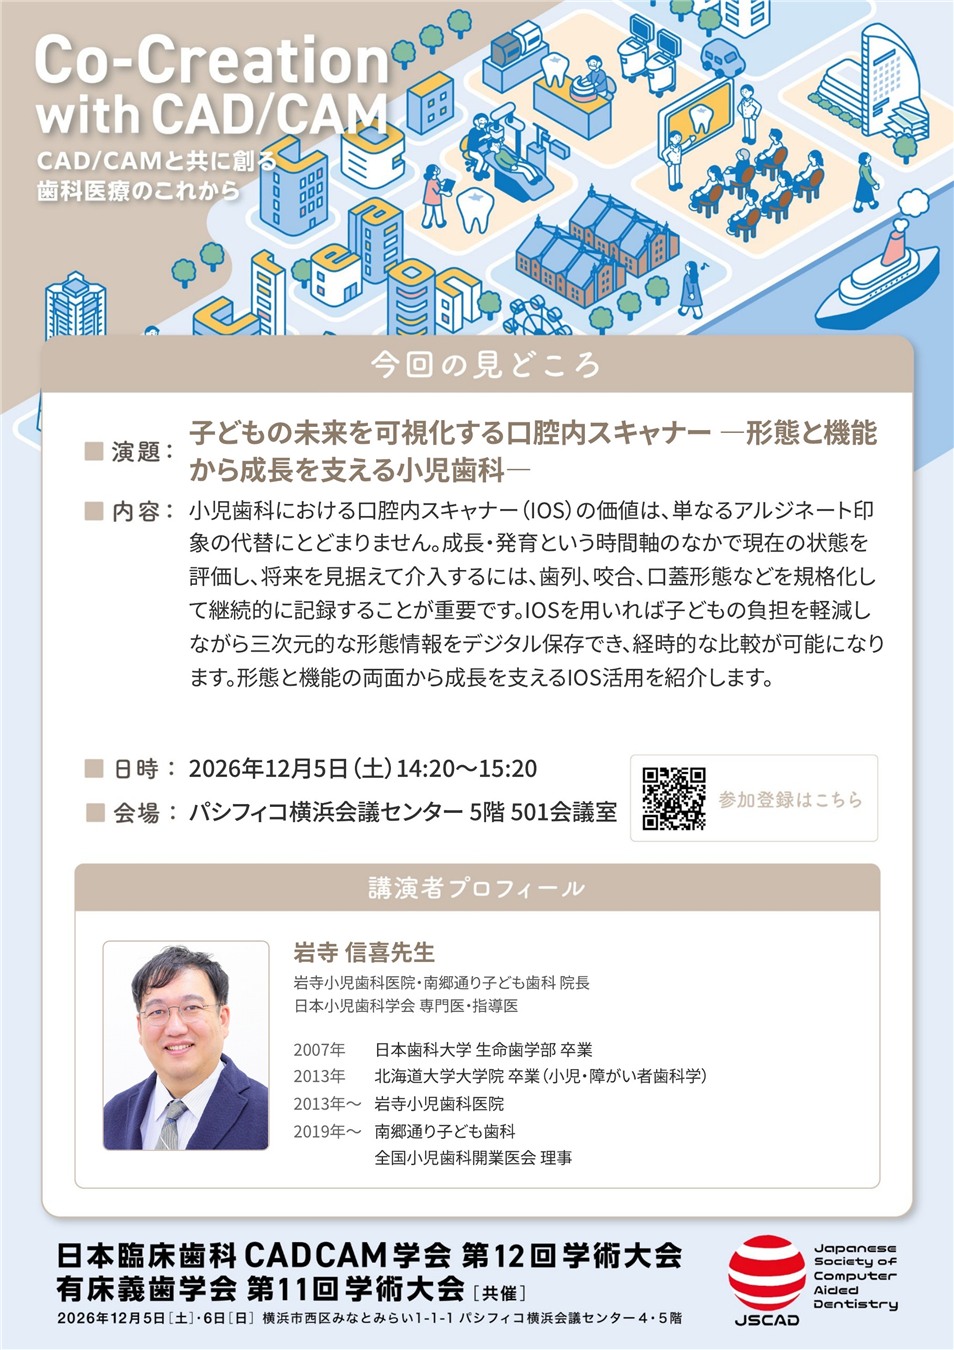 Co-Creation
with CAD/CAM
CAD/CAMと共に創る
歯科医療のこれから
今回の見どころ
演題： 子どもの未来を可視化する口腔内スキャナー ―形態と機能
から成長を支える小児歯科―
内容： 小児歯科における口腔内スキャナー（IOS）の価値は、単なるアルジネート印
象の代替にとどまりません。成長・発育という時間軸のなかで現在の状態を
評価し、将来を見据えて介入するには、歯列、咬合、口蓋形態などを規格化し
て継続的に記録することが重要です。IOSを用いれば子どもの負担を軽減し
ながら三次元的な形態情報をデジタル保存でき、経時的な比較が可能になり
ます。形態と機能の両面から成長を支えるIOS活用を紹介します。
日時： 2026年12月5日（土）14:20〜15:20
会場： パシフィコ横浜会議センター 5階 501会議室
参加登録はこちら
講演者プロフィール
岩寺 信喜先生
岩寺小児歯科医院・南郷通り子ども歯科 院長
日本小児歯科学会 専門医・指導医
2007年 日本歯科大学 生命歯学部 卒業
2013年 北海道大学大学院 卒業（小児・障がい者歯科学）
2013年〜 岩寺小児歯科医院
2019年〜 南郷通り子ども歯科
全国小児歯科開業医会 理事
日本臨床歯科CADCAM学会 第12回学術大会
有床義歯学会 第11回学術大会［共催］
2026年12月5日［土］・6日［日］ 横浜市西区みなとみらい1-1-1 パシフィコ横浜会議センター4・5階
JSCAD
Japanese
Society of
Computer
Aided
Dentistry